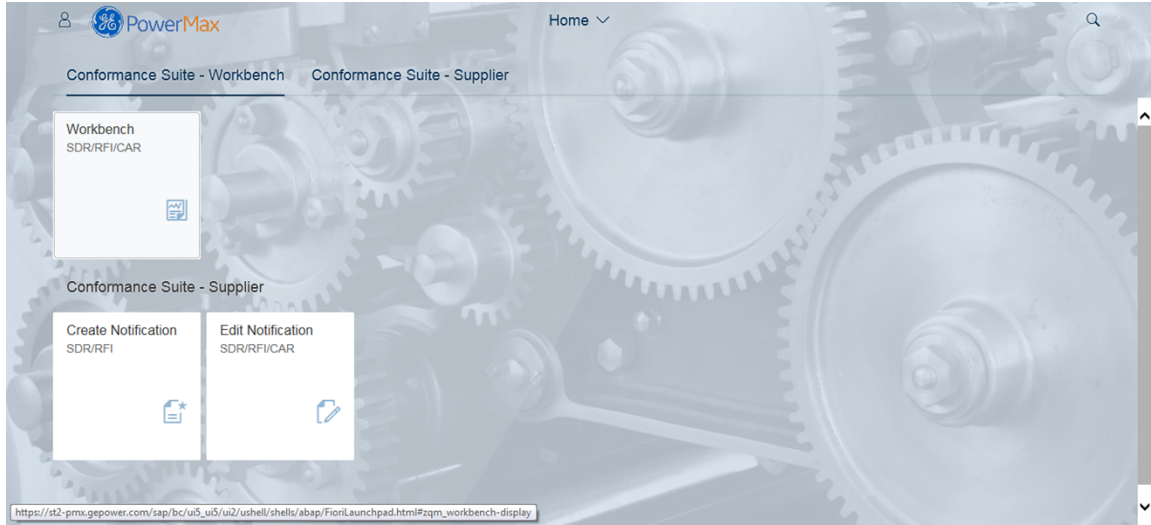 GE PowerMax
Home
Conformance Suite - Workbench Conformance Suite - Supplier
Workbench
SDR/RFI/CAR
Conformance Suite - Supplier
Create Notification Edit Notification
SDR/RFI SDR/RFI/CAR
https://st2-pmx.gepower.com/sap/bc/ui5_ui5/ui2/ushell/shells/abap/FioriLaunchpad.html#zqm_workbench-display